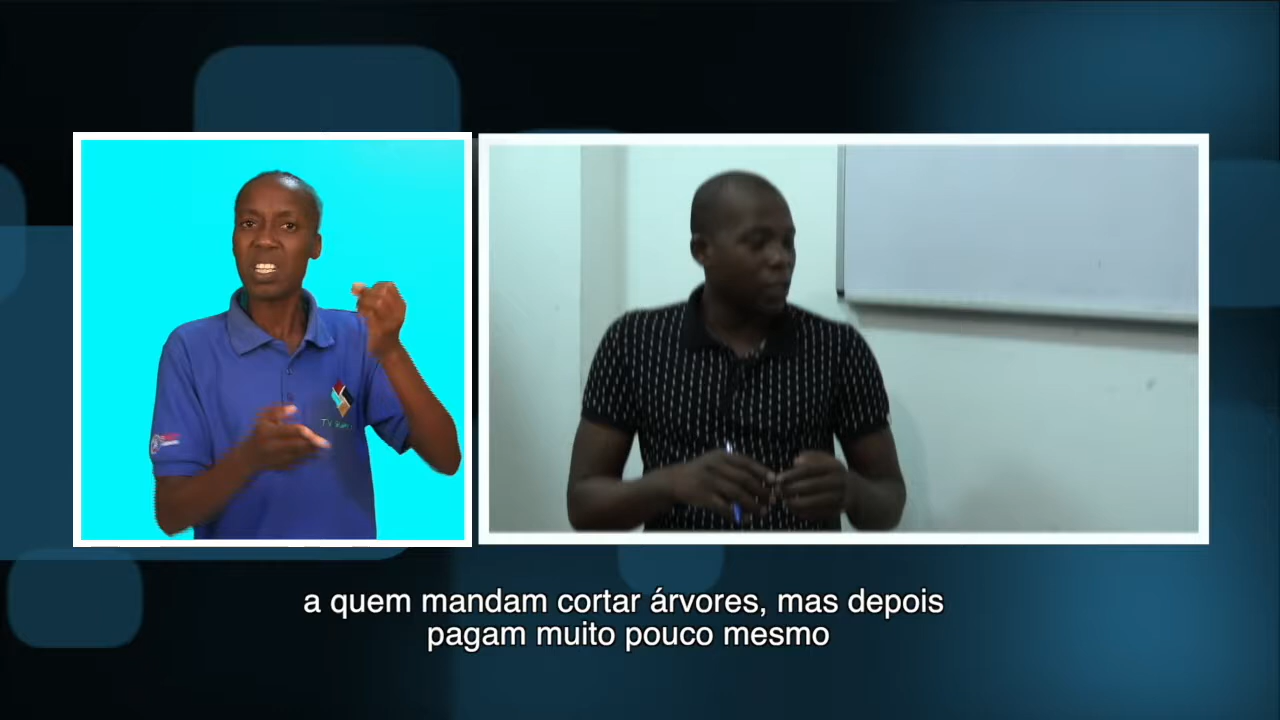 a quem mandam cortar árvores, mas depois
pagam muito pouco mesmo